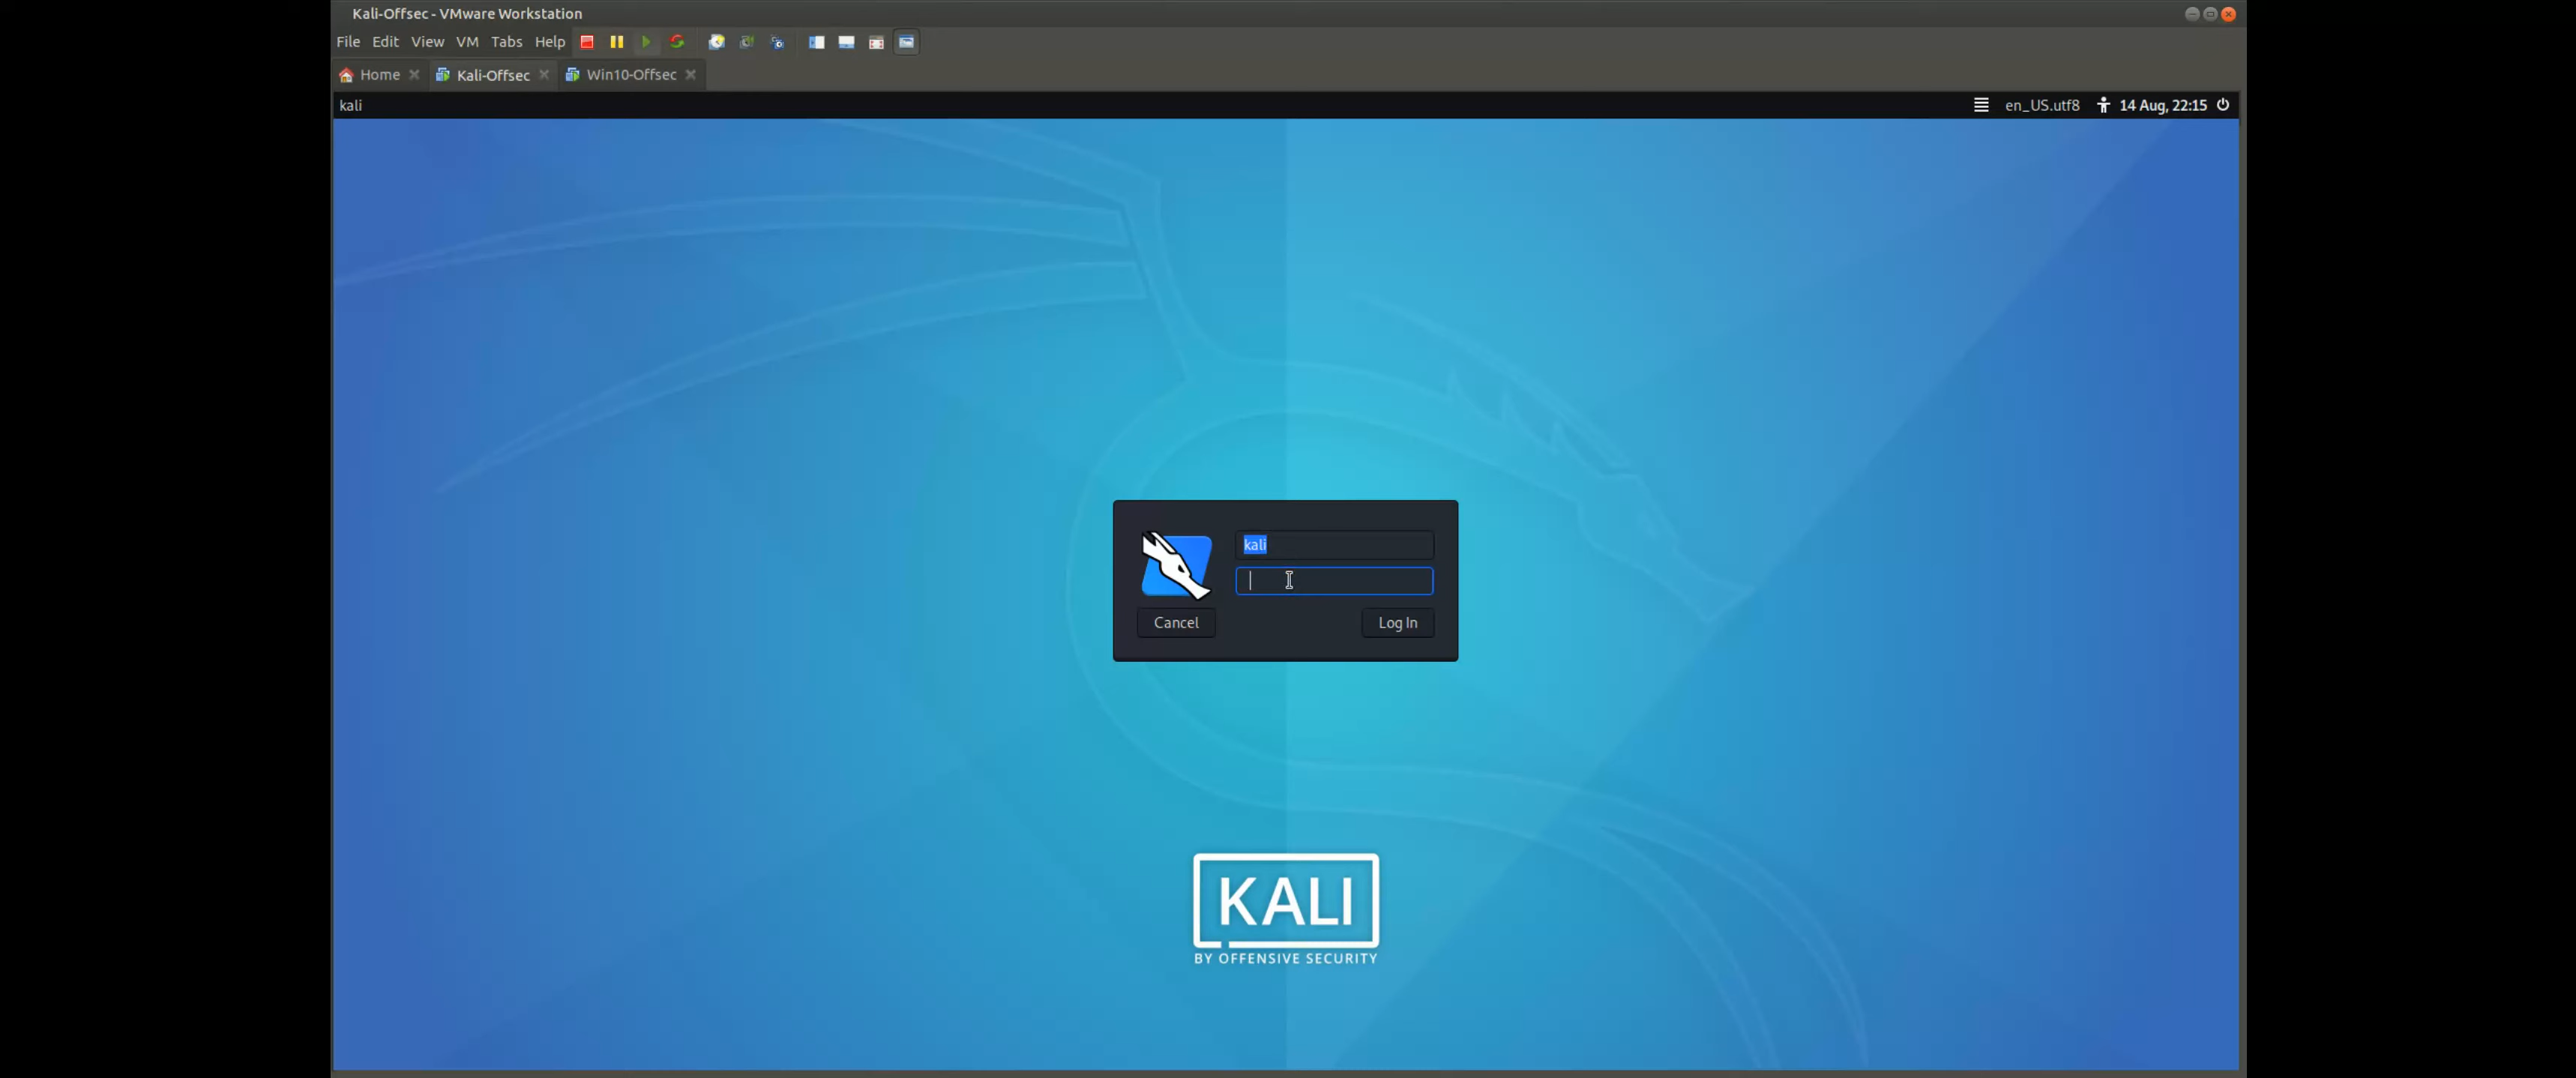 Kali-Offsec - VMware Workstation
File Edit View VM Tabs Help
Home Kali-Offsec Win10-Offsec
kali en_US.utf8 14 Aug, 22:15
kali
Cancel Log In
KALI
BY OFFENSIVE SECURITY